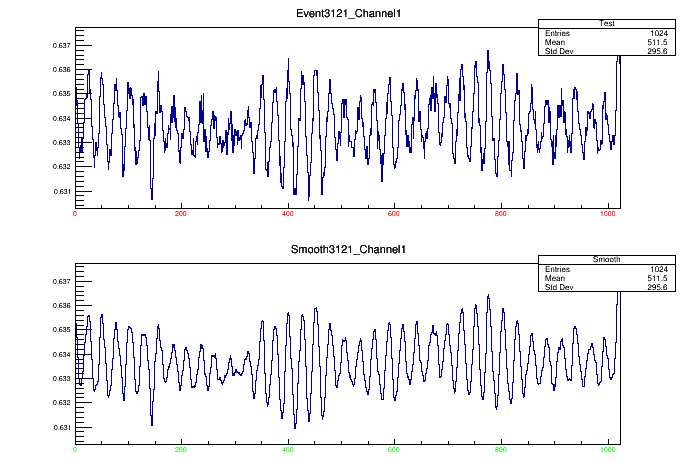 Event3121_Channel1
Test
Entries 1024
Mean 511.5
Std Dev 295.6
0.637
0.636
0.635
0.634
0.633
0.632
0.631
0 200 400 600 800 1000
Smooth3121_Channel1
Smooth
Entries 1024
Mean 511.5
Std Dev 295.6
0.637
0.636
0.635
0.634
0.633
0.632
0.631
0 200 400 600 800 1000